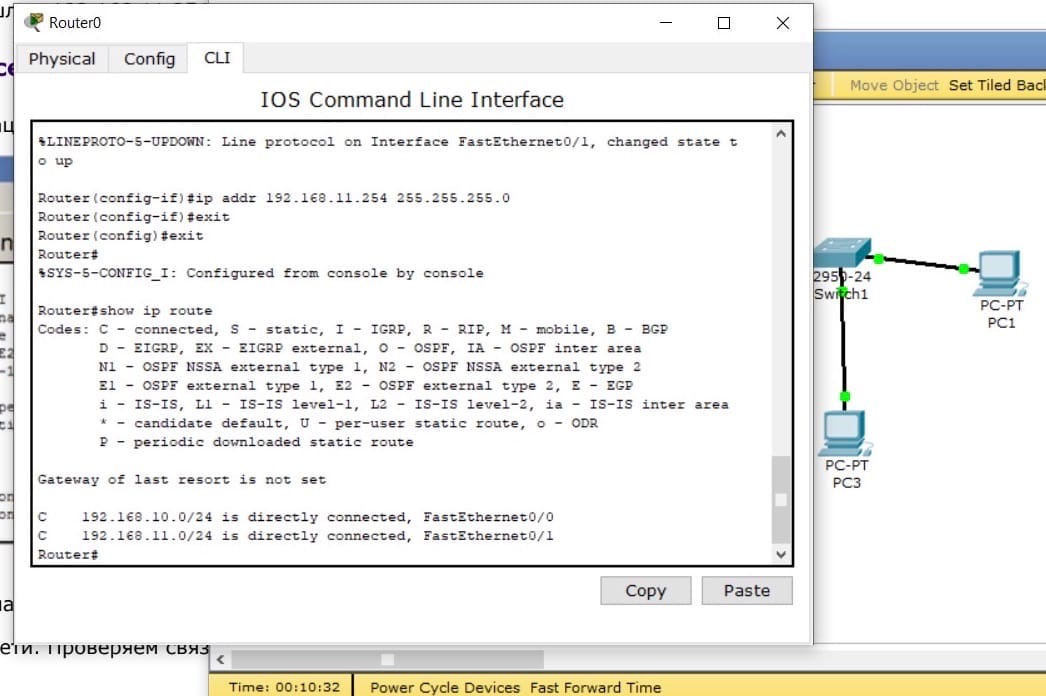 Router0
Physical Config CLI
IOS Command Line Interface
%LINEPROTO-5-UPDOWN: Line protocol on Interface FastEthernet0/1, changed state t
o up
Router(config-if)#ip addr 192.168.11.254 255.255.255.0
Router(config-if)#exit
Router(config)#exit
Router#
%SYS-5-CONFIG_I: Configured from console by console
Router#show ip route
Codes: C - connected, S - static, I - IGRP, R - RIP, M - mobile, B - BGP
D - EIGRP, EX - EIGRP external, O - OSPF, IA - OSPF inter area
N1 - OSPF NSSA external type 1, N2 - OSPF NSSA external type 2
E1 - OSPF external type 1, E2 - OSPF external type 2, E - EGP
i - IS-IS, L1 - IS-IS level-1, L2 - IS-IS level-2, ia - IS-IS inter area
* - candidate default, U - per-user static route, o - ODR
P - periodic downloaded static route
Gateway of last resort is not set
C 192.168.10.0/24 is directly connected, FastEthernet0/0
C 192.168.11.0/24 is directly connected, FastEthernet0/1
Router#
Copy Paste
Move Object Set Tiled Back
2950-24
Switch1
PC-PT
PC1
PC-PT
PC3
ети. Проверяем связ
Time: 00:10:32 Power Cycle Devices Fast Forward Time